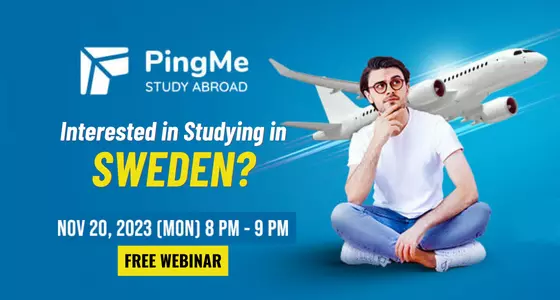 PingMe
STUDY ABROAD
Interested in Studying in
SWEDEN?
NOV 20, 2023 (MON) 8 PM - 9 PM
FREE WEBINAR